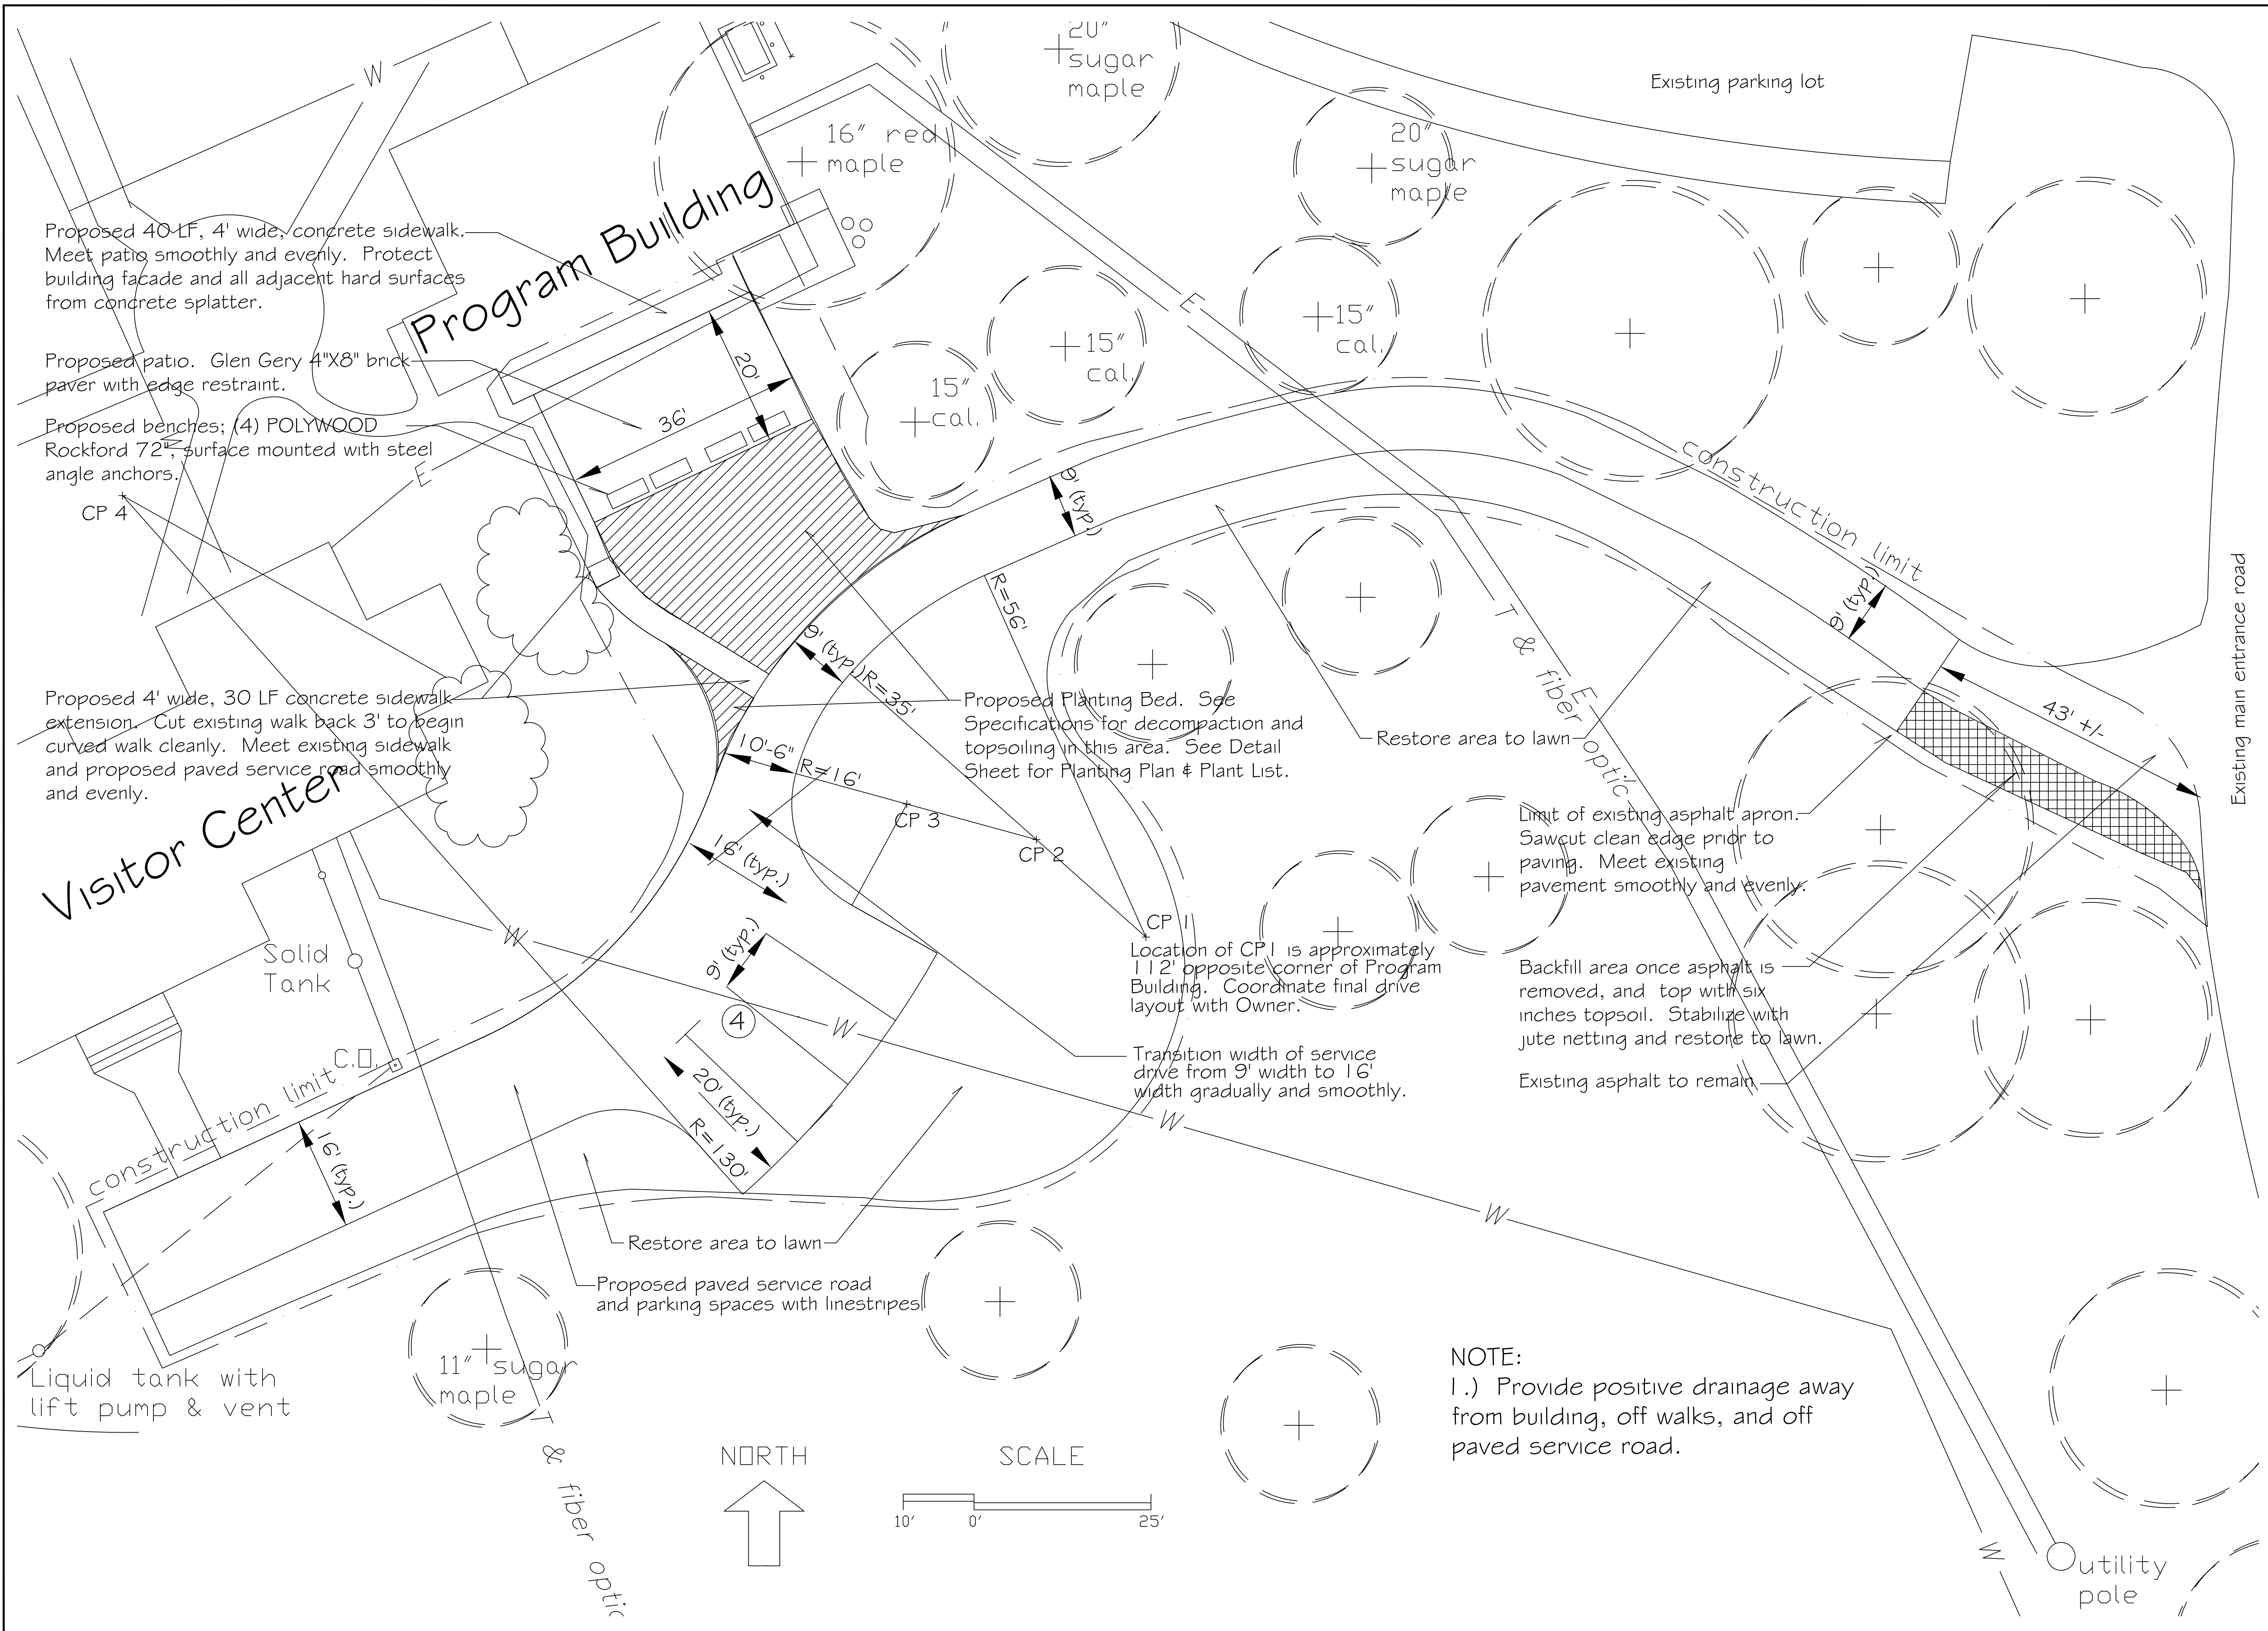 20"
sugar
maple
Existing parking lot
W
16" red
maple
20"
sugar
maple
Program Building
Proposed 40 LF, 4' wide, concrete sidewalk.
Meet patio smoothly and evenly. Protect
building facade and all adjacent hard surfaces
from concrete splatter.
E
15"
cal.
15"
cal.
15"
cal.
20'
36'
Proposed patio. Glen Gery 4"X8" brick
paver with edge restraint.
Proposed benches; (4) POLYWOOD
Rockford 72", surface mounted with steel
angle anchors.
W
E
CP 4
9' (typ.)
construction limit
R=56'
9' (typ.)
T & fiber optic
E
9' (typ.)
R=35'
Existing main entrance road
Proposed 4' wide, 30 LF concrete sidewalk
extension. Cut existing walk back 3' to begin
curved walk cleanly. Meet existing sidewalk
and proposed paved service road smoothly
and evenly.
Proposed Planting Bed. See
Specifications for decompaction and
topsoiling in this area. See Detail
Sheet for Planting Plan & Plant List.
Restore area to lawn
43' +/-
10'-6"
R=16'
CP 3
CP 2
Visitor Center
16' (typ.)
Limit of existing asphalt apron.
Sawcut clean edge prior to
paving. Meet existing
pavement smoothly and evenly.
CP 1
Location of CP1 is approximately
112' opposite corner of Program
Building. Coordinate final drive
layout with Owner.
W
Solid
Tank
9' (typ.)
4
W
Backfill area once asphalt is
removed, and top with six
inches topsoil. Stabilize with
jute netting and restore to lawn.
C.O.
construction limit
20' (typ.)
R=130'
Transition width of service
drive from 9' width to 16'
width gradually and smoothly.
Existing asphalt to remain
W
16' (typ.)
W
Restore area to lawn
Proposed paved service road
and parking spaces with linestripes
11" sugar
maple
Liquid tank with
lift pump & vent
T & fiber optic
NOTE:
1.) Provide positive drainage away
from building, off walks, and off
paved service road.
NORTH
SCALE
10' 0' 25'
W
utility
pole